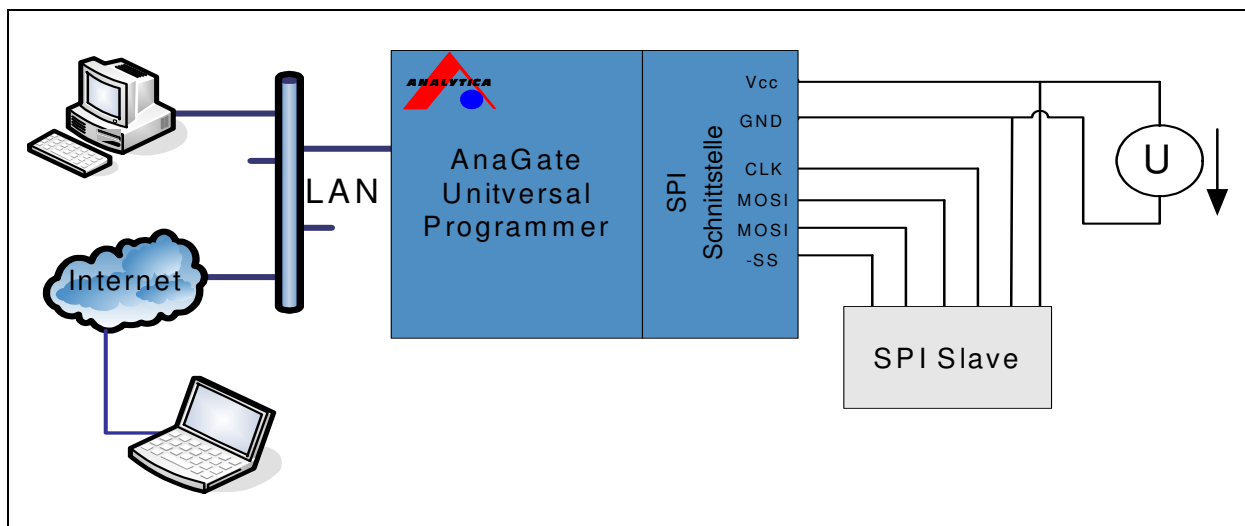 ANALYTICA
AnaGate
Unitversal
Programmer
SPI
Schnittstelle
Vcc
GND
CLK
MOSI
MOSI
-SS
LAN
Internet
U
SPI Slave